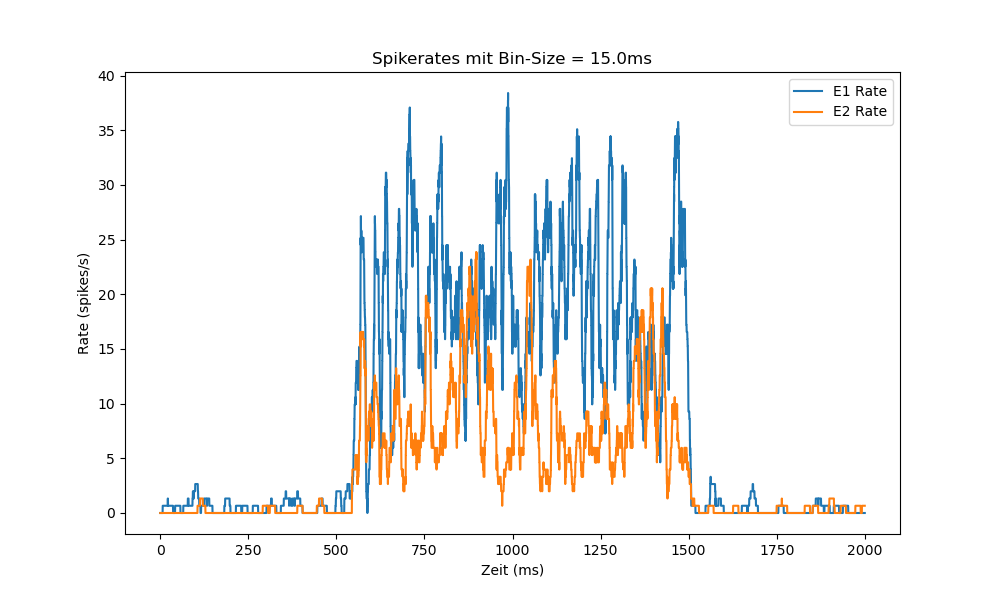 Spikerates mit Bin-Size = 15.0ms
E1 Rate
E2 Rate
40
35
30
25
20
15
10
5
0
Rate (spikes/s)
0 250 500 750 1000 1250 1500 1750 2000
Zeit (ms)